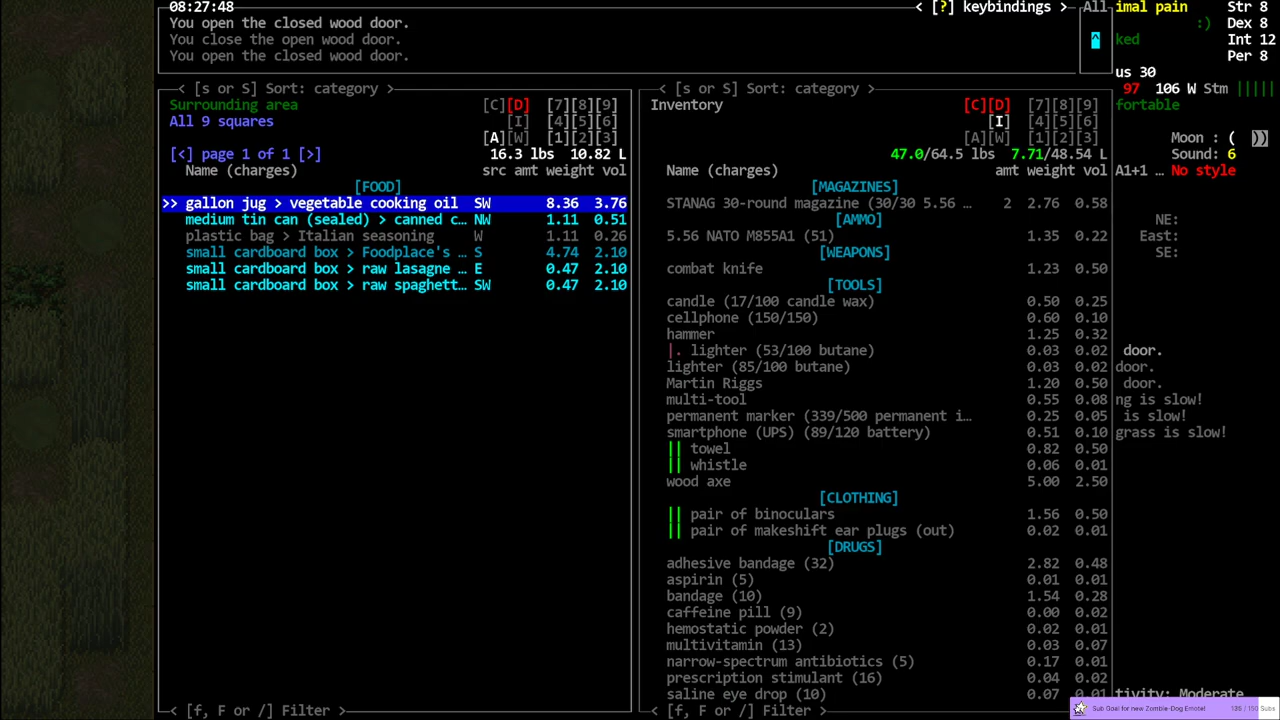 08:27:48
< [?] keybindings >
All
imal pain
Str 8
You open the closed wood door.
:)
Dex 8
You close the open wood door.
^
ked
Int 12
You open the closed wood door.
Per 8
us 30
< [s or S] Sort: category >
< [s or S] Sort: category >
97 106 W Stm |||||
Surrounding area
[C][D] [7][8][9]
Inventory
[C][D] [7][8][9]
fortable
All 9 squares
[I] [4][5][6]
[I] [4][5][6]
[A][W] [1][2][3]
[A][W] [1][2][3]
Moon : ( ))
[<] page 1 of 1 [>]
16.3 lbs 10.82 L
47.0/64.5 lbs 7.71/48.54 L
Sound: 6
Name (charges) src amt weight vol
Name (charges) amt weight vol
A1+1 … No style
[FOOD]
[MAGAZINES]
>> gallon jug > vegetable cooking oil SW 8.36 3.76
STANAG 30-round magazine (30/30 5.56 … 2 2.76 0.58
medium tin can (sealed) > canned c… NW 1.11 0.51
[AMMO]
NE:
plastic bag > Italian seasoning W 1.11 0.26
5.56 NATO M855A1 (51) 1.35 0.22
East:
small cardboard box > Foodplace's … S 4.74 2.10
[WEAPONS]
SE:
small cardboard box > raw lasagne … E 0.47 2.10
combat knife 1.23 0.50
small cardboard box > raw spaghett… SW 0.47 2.10
[TOOLS]
candle (17/100 candle wax) 0.50 0.25
cellphone (150/150) 0.60 0.10
hammer 1.25 0.32
|. lighter (53/100 butane) 0.03 0.02
door.
lighter (85/100 butane) 0.03 0.02
door.
Martin Riggs 1.20 0.50
door.
multi-tool 0.55 0.08
ng is slow!
permanent marker (339/500 permanent i… 0.25 0.05
is slow!
smartphone (UPS) (89/120 battery) 0.51 0.10
grass is slow!
|| towel 0.82 0.50
|| whistle 0.06 0.01
wood axe 5.00 2.50
[CLOTHING]
|| pair of binoculars 1.56 0.50
|| pair of makeshift ear plugs (out) 0.02 0.01
[DRUGS]
adhesive bandage (32) 2.82 0.48
aspirin (5) 0.01 0.01
bandage (10) 1.54 0.28
caffeine pill (9) 0.00 0.02
hemostatic powder (2) 0.02 0.01
multivitamin (13) 0.03 0.07
narrow-spectrum antibiotics (5) 0.17 0.01
prescription stimulant (16) 0.04 0.02
saline eye drop (10) 0.07 0.01
tivity: Moderate
< [f, F or /] Filter >
< [f, F or /] Filter >
Sub Goal for new Zombie-Dog Emote! 136 / 150 Subs